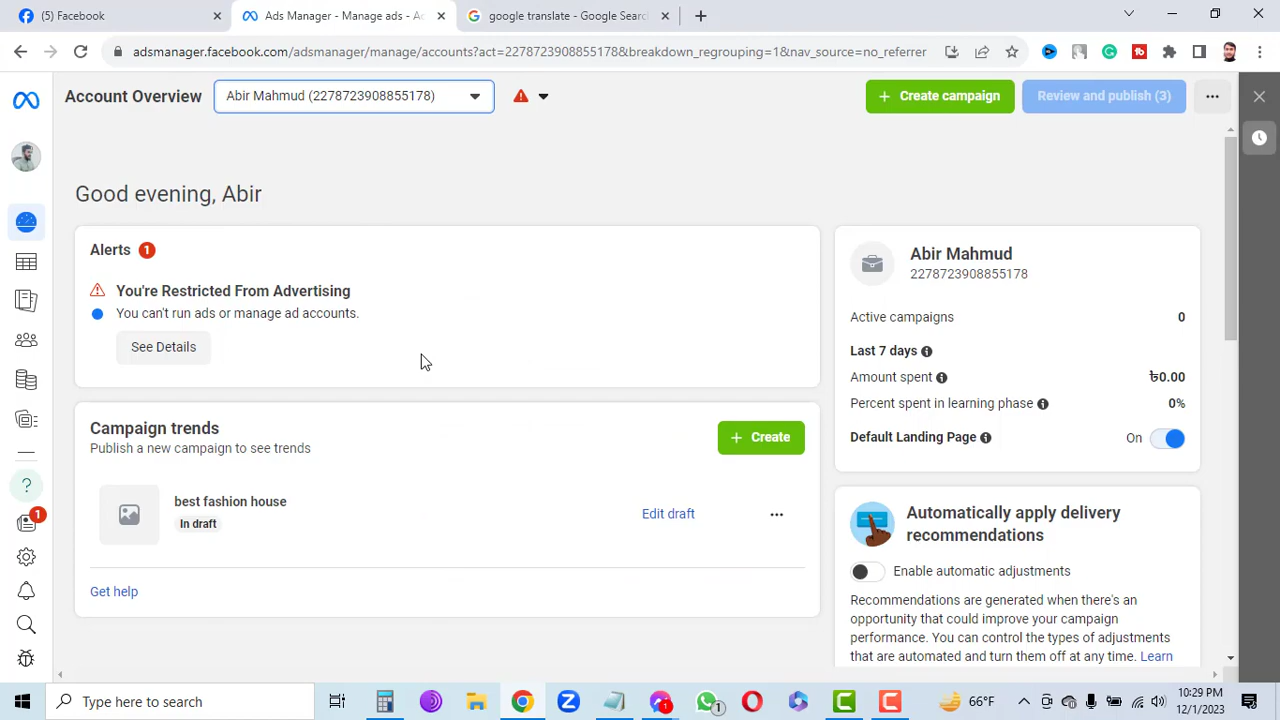 (5) Facebook
Ads Manager - Manage ads - Ac
google translate - Google Search
adsmanager.facebook.com/adsmanager/manage/accounts?act=2278723908855178&breakdown_regrouping=1&nav_source=no_referrer
Account Overview
Abir Mahmud (2278723908855178)
+ Create campaign
Review and publish (3)
Good evening, Abir
Alerts 1
You're Restricted From Advertising
You can't run ads or manage ad accounts.
See Details
Campaign trends
Publish a new campaign to see trends
+ Create
best fashion house
In draft
Edit draft
Get help
Abir Mahmud
2278723908855178
Active campaigns 0
Last 7 days
Amount spent ৳0.00
Percent spent in learning phase 0%
Default Landing Page On
Automatically apply delivery
recommendations
Enable automatic adjustments
Recommendations are generated when there's an
opportunity that could improve your campaign
performance. You can control the types of adjustments
that are automated and turn them off at any time. Learn
1
Type here to search
1
1
66°F
10:29 PM
12/1/2023